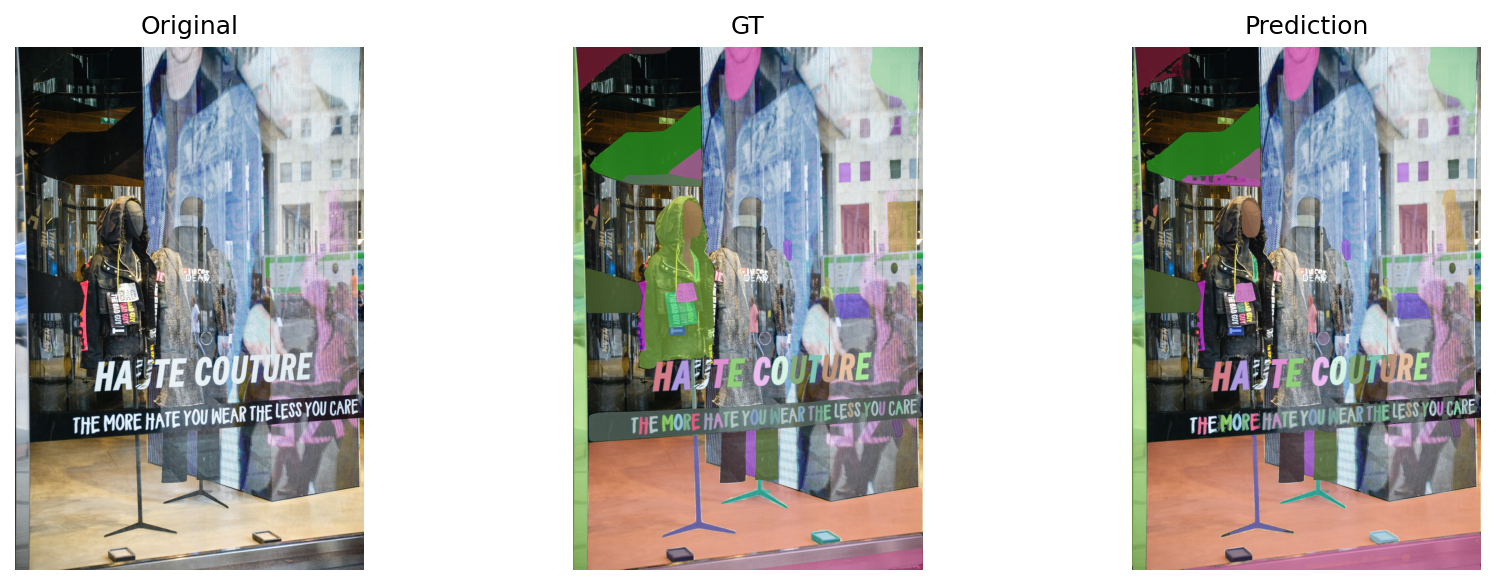 Original
GT
Prediction
HAUTE COUTURE
THE MORE HATE YOU WEAR THE LESS YOU CARE
HAUTE COUTURE
THE MORE HATE YOU WEAR THE LESS YOU CARE
HAUTE COUTURE
THE MORE HATE YOU WEAR THE LESS YOU CARE